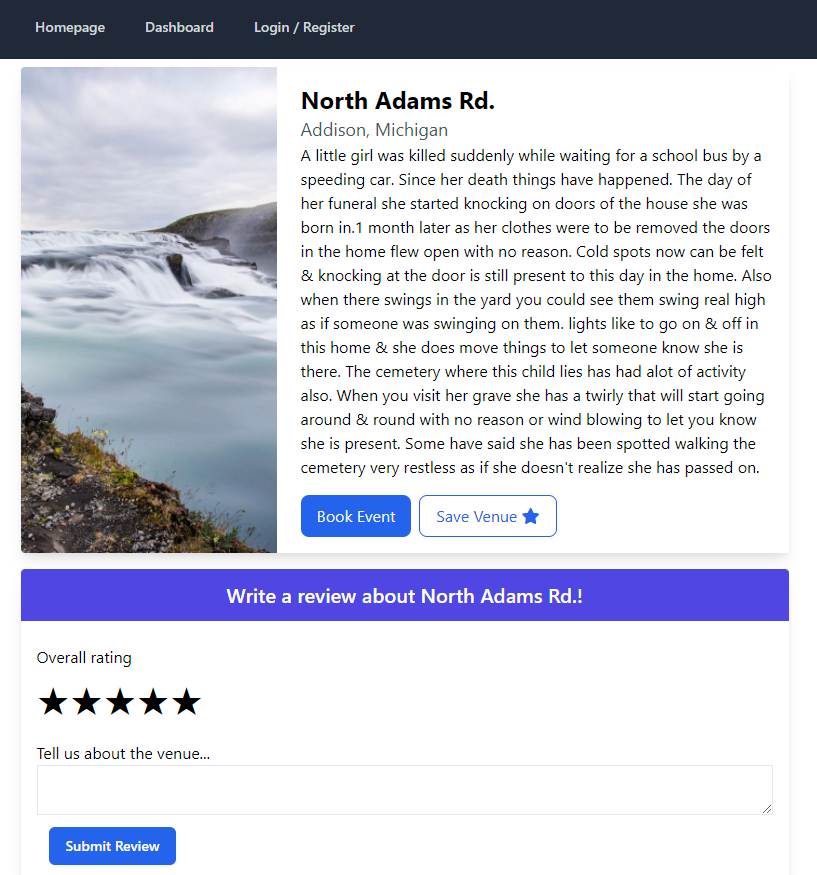 Homepage Dashboard Login / Register
North Adams Rd.
Addison, Michigan
A little girl was killed suddenly while waiting for a school bus by a
speeding car. Since her death things have happened. The day of
her funeral she started knocking on doors of the house she was
born in.1 month later as her clothes were to be removed the doors
in the home flew open with no reason. Cold spots now can be felt
& knocking at the door is still present to this day in the home. Also
when there swings in the yard you could see them swing real high
as if someone was swinging on them. lights like to go on & off in
this home & she does move things to let someone know she is
there. The cemetery where this child lies has had alot of activity
also. When you visit her grave she has a twirly that will start going
around & round with no reason or wind blowing to let you know
she is present. Some have said she has been spotted walking the
cemetery very restless as if she doesn't realize she has passed on.
Book Event Save Venue
Write a review about North Adams Rd.!
Overall rating
Tell us about the venue...
Submit Review